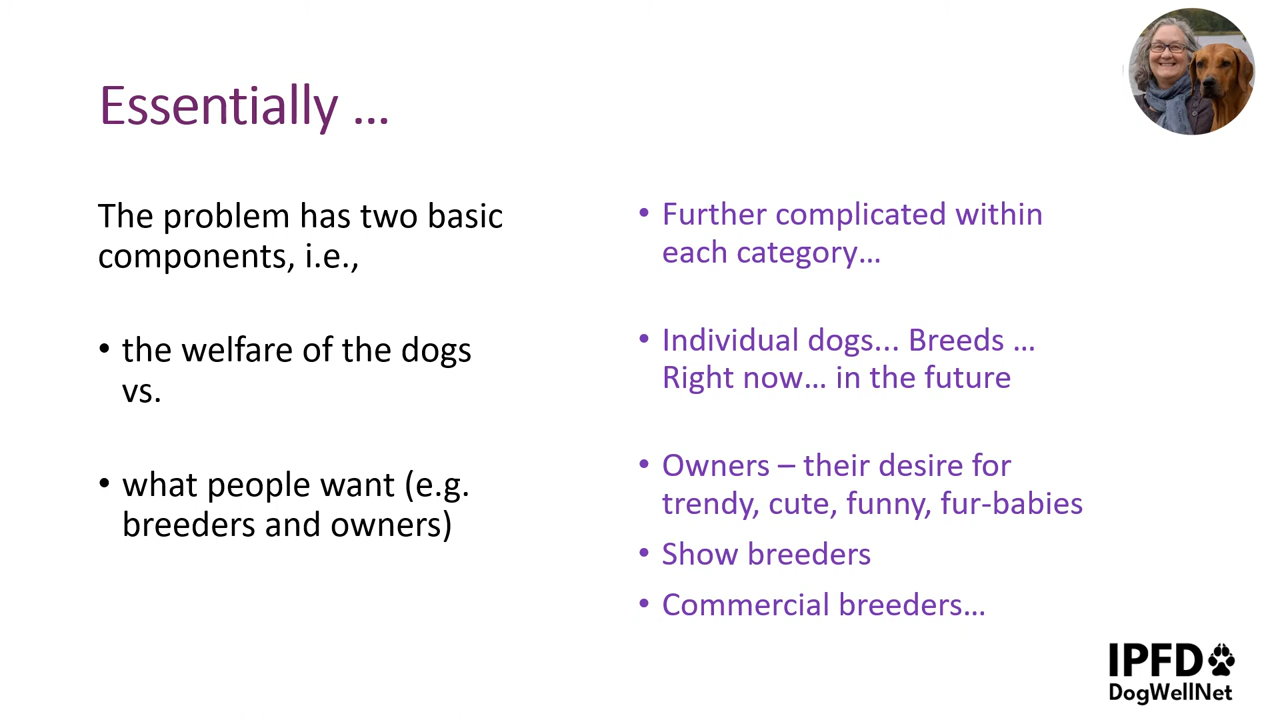 Essentially …
The problem has two basic
components, i.e.,
• the welfare of the dogs
vs.
• what people want (e.g.
breeders and owners)
• Further complicated within
each category…
• Individual dogs... Breeds …
Right now… in the future
• Owners – their desire for
trendy, cute, funny, fur-babies
• Show breeders
• Commercial breeders…
IPFD
DogWellNet